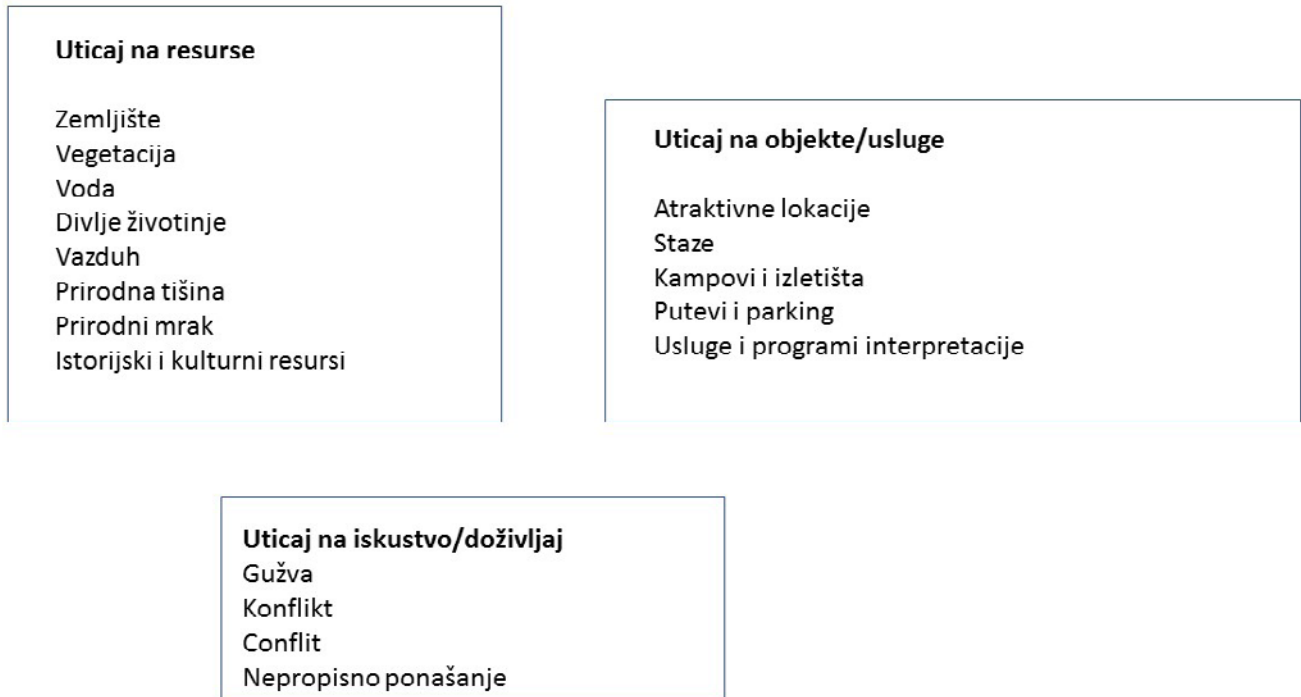 Uticaj na resurse
Zemljište
Vegetacija
Voda
Divlje životinje
Vazduh
Prirodna tišina
Prirodni mrak
Istorijski i kulturni resursi
Uticaj na objekte/usluge
Atraktivne lokacije
Staze
Kampovi i izletišta
Putevi i parking
Usluge i programi interpretacije
Uticaj na iskustvo/doživljaj
Gužva
Konflikt
Conflit
Nepropisno ponašanje